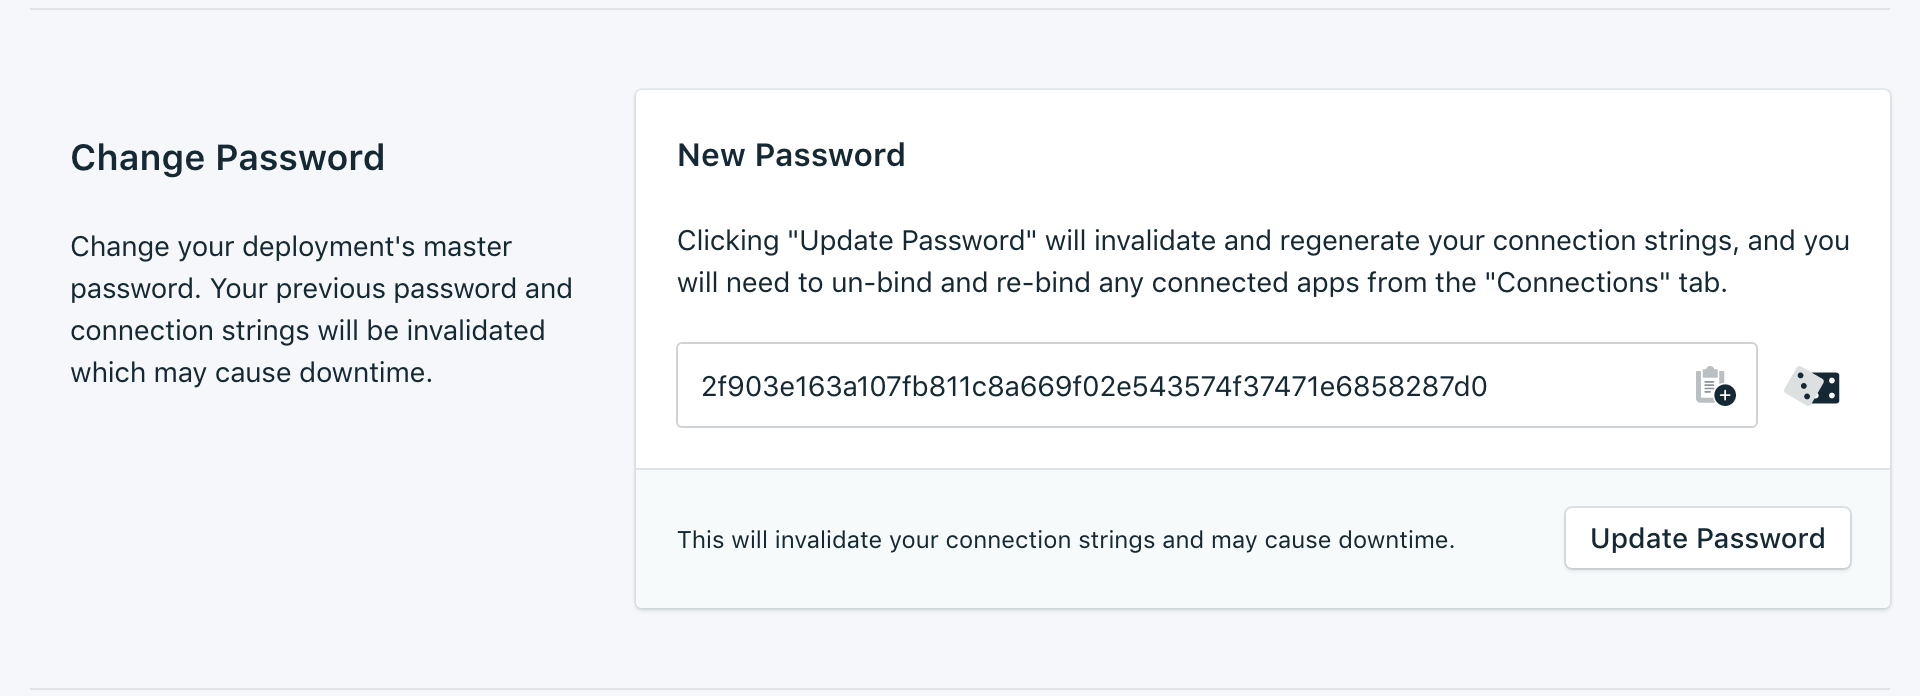 Change Password
Change your deployment's master
password. Your previous password and
connection strings will be invalidated
which may cause downtime.
New Password
Clicking "Update Password" will invalidate and regenerate your connection strings, and you
will need to un-bind and re-bind any connected apps from the "Connections" tab.
2f903e163a107fb811c8a669f02e543574f37471e6858287d0
This will invalidate your connection strings and may cause downtime.
Update Password